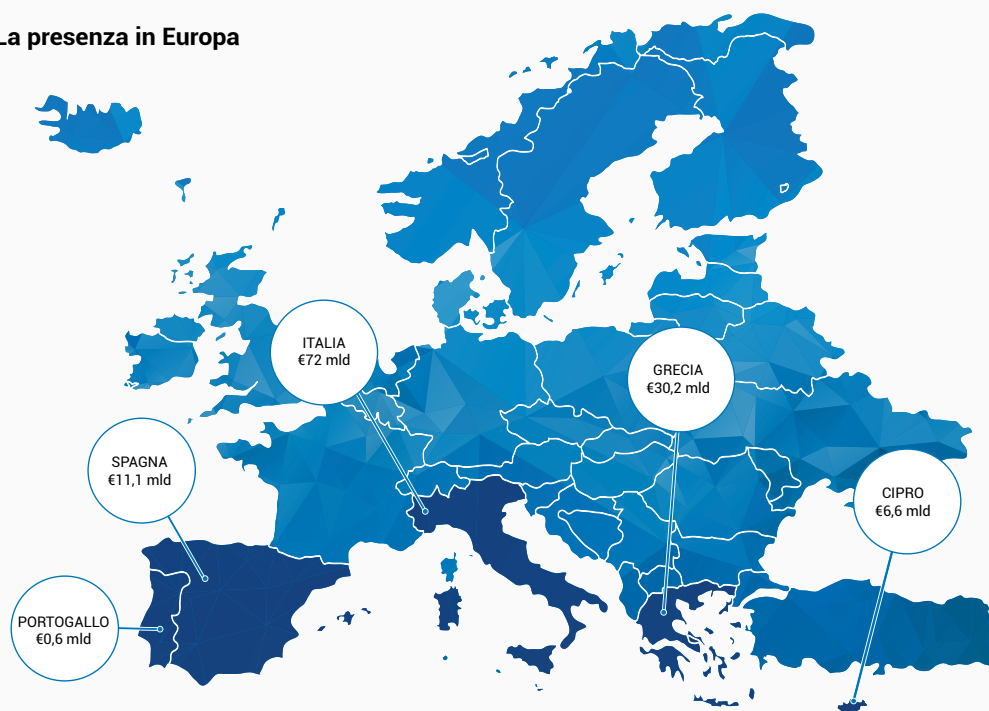 La presenza in Europa
ITALIA
€72 mld
GRECIA
€30,2 mld
SPAGNA
€11,1 mld
CIPRO
€6,6 mld
PORTOGALLO
€0,6 mld